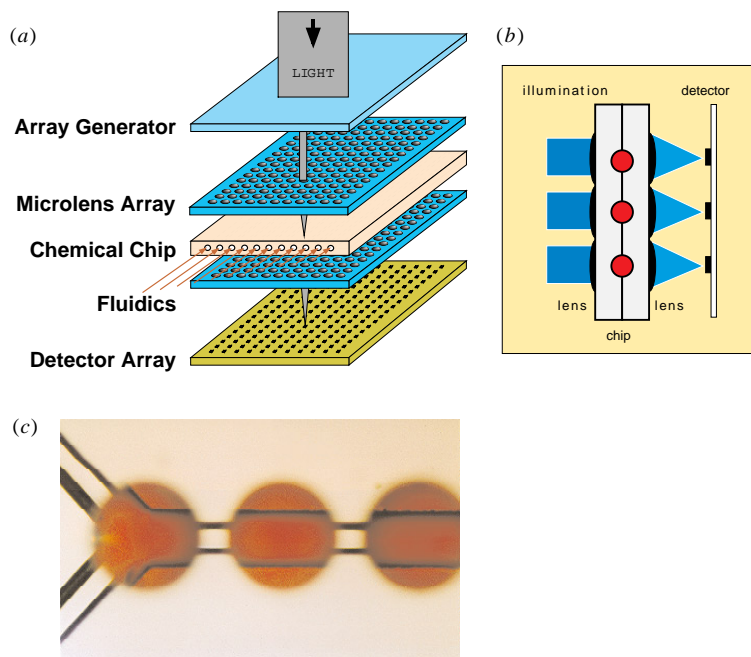 (a)
LIGHT
Array Generator
Microlens Array
Chemical Chip
Fluidics
Detector Array
(b)
illumination
detector
lens
lens
chip
(c)